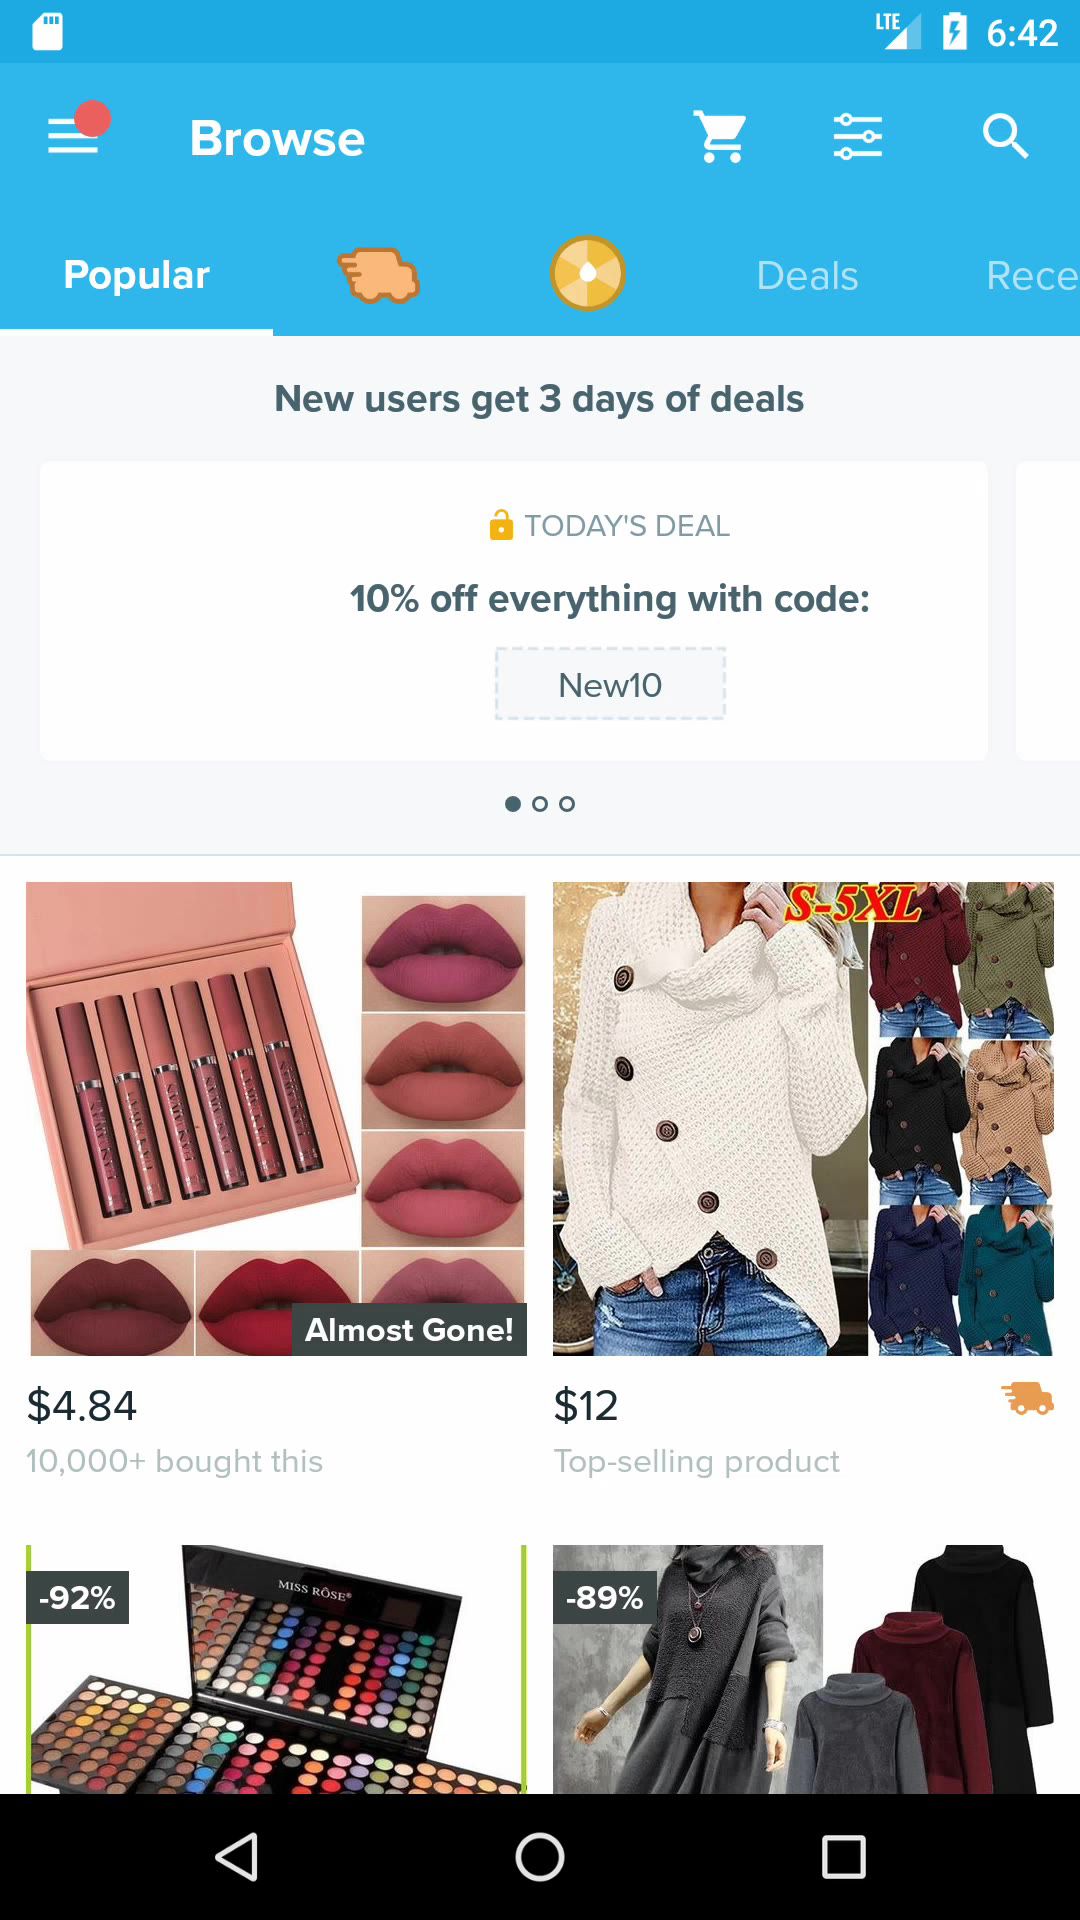 LTE 6:42
Browse
Popular Deals Rece
New users get 3 days of deals
TODAY'S DEAL
10% off everything with code:
New10
S-5XL
Almost Gone!
$4.84 $12
10,000+ bought this Top-selling product
-92% -89%
MISS RÔSE®